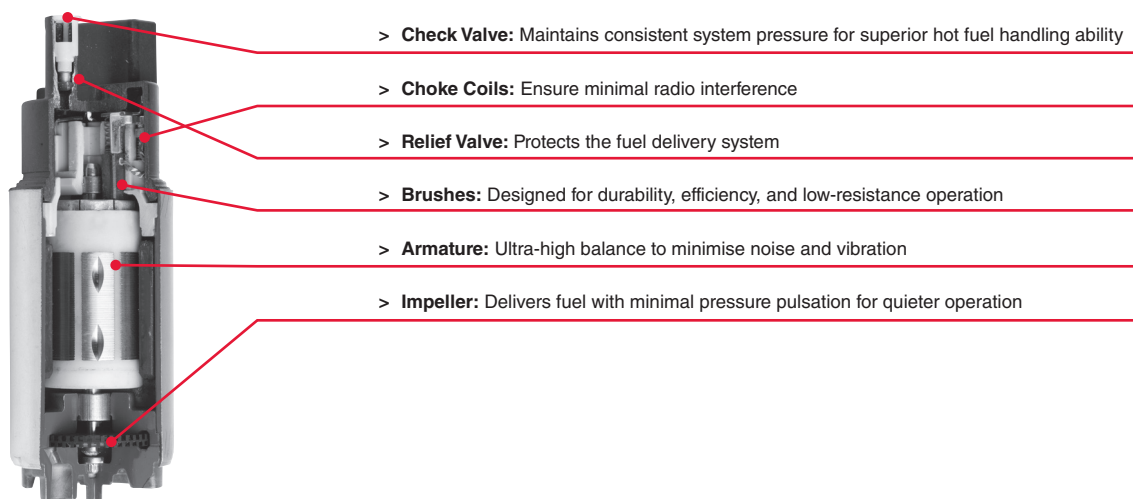 > Check Valve: Maintains consistent system pressure for superior hot fuel handling ability
> Choke Coils: Ensure minimal radio interference
> Relief Valve: Protects the fuel delivery system
> Brushes: Designed for durability, efficiency, and low-resistance operation
> Armature: Ultra-high balance to minimise noise and vibration
> Impeller: Delivers fuel with minimal pressure pulsation for quieter operation